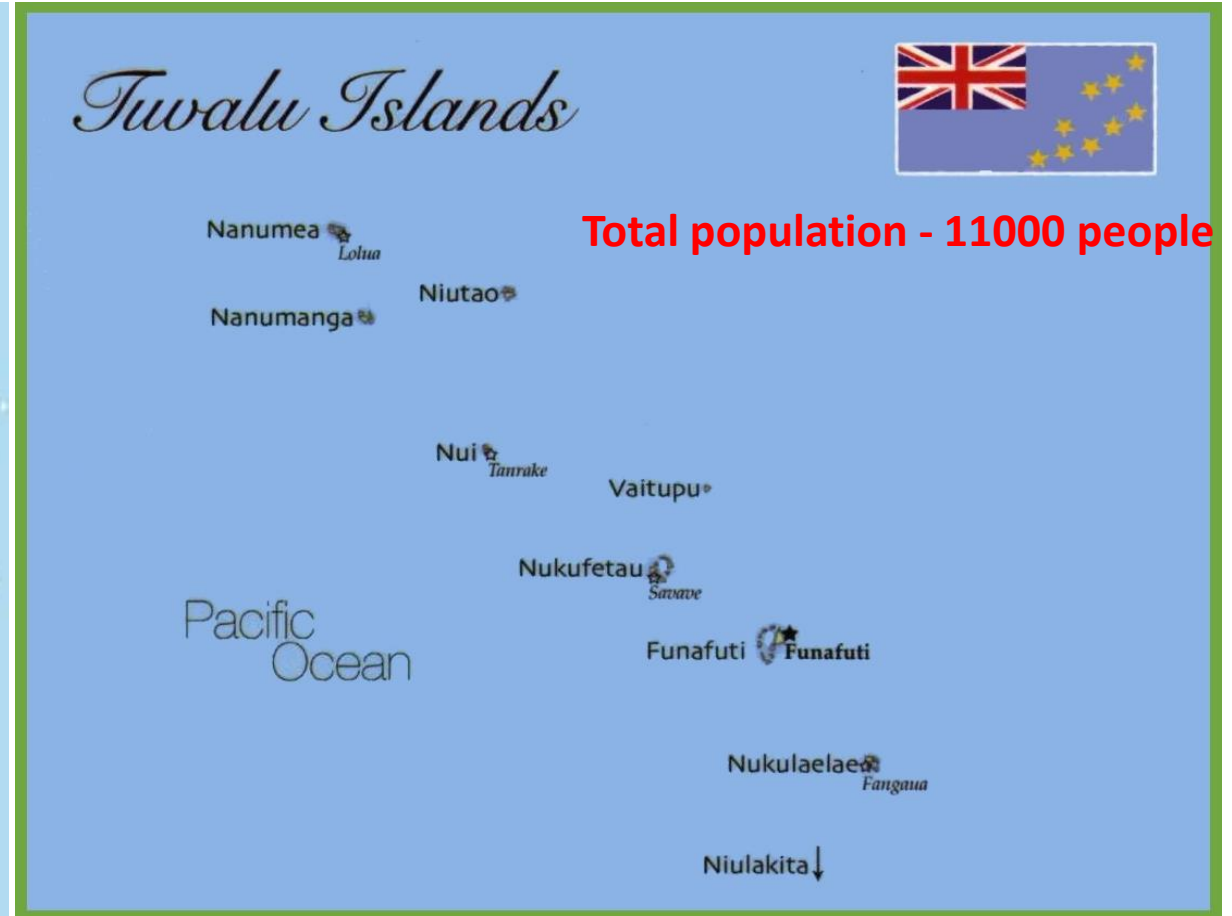 Tuvalu Islands
Total population - 11000 people
Nanumea
Lolua
Niutao
Nanumanga
Nui
Tanrake
Vaitupu
Nukufetau
Savave
Pacific
Ocean
Funafuti
Funafuti
Nukulaelae
Fangaua
Niulakita